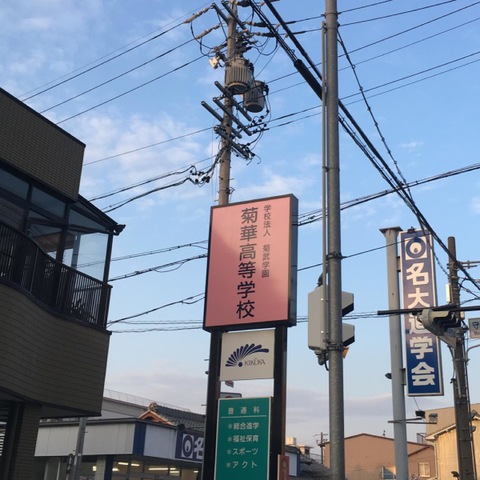 学校法人 菊武学園
菊華高等学校
KIKUKA
普通科
総合進学
福祉保育
スポーツ
アクト
名大進学会